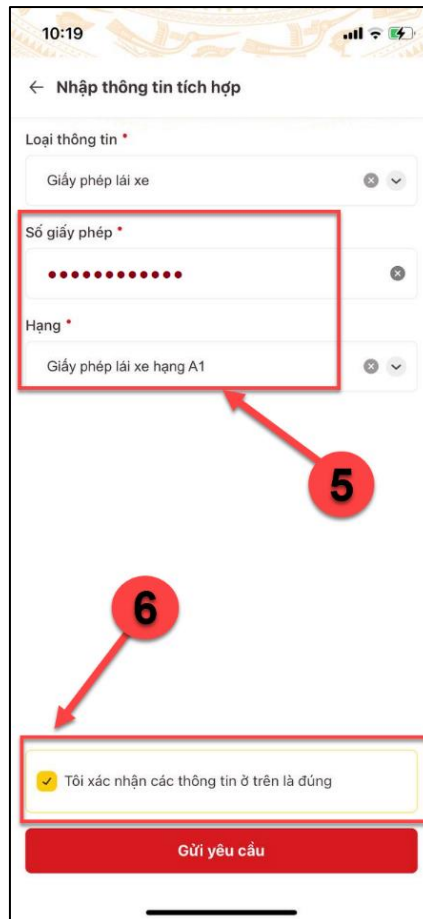 10:19
Nhập thông tin tích hợp
Loại thông tin *
Giấy phép lái xe
Số giấy phép *
••••••••••••
Hạng *
Giấy phép lái xe hạng A1
5
6
Tôi xác nhận các thông tin ở trên là đúng
Gửi yêu cầu